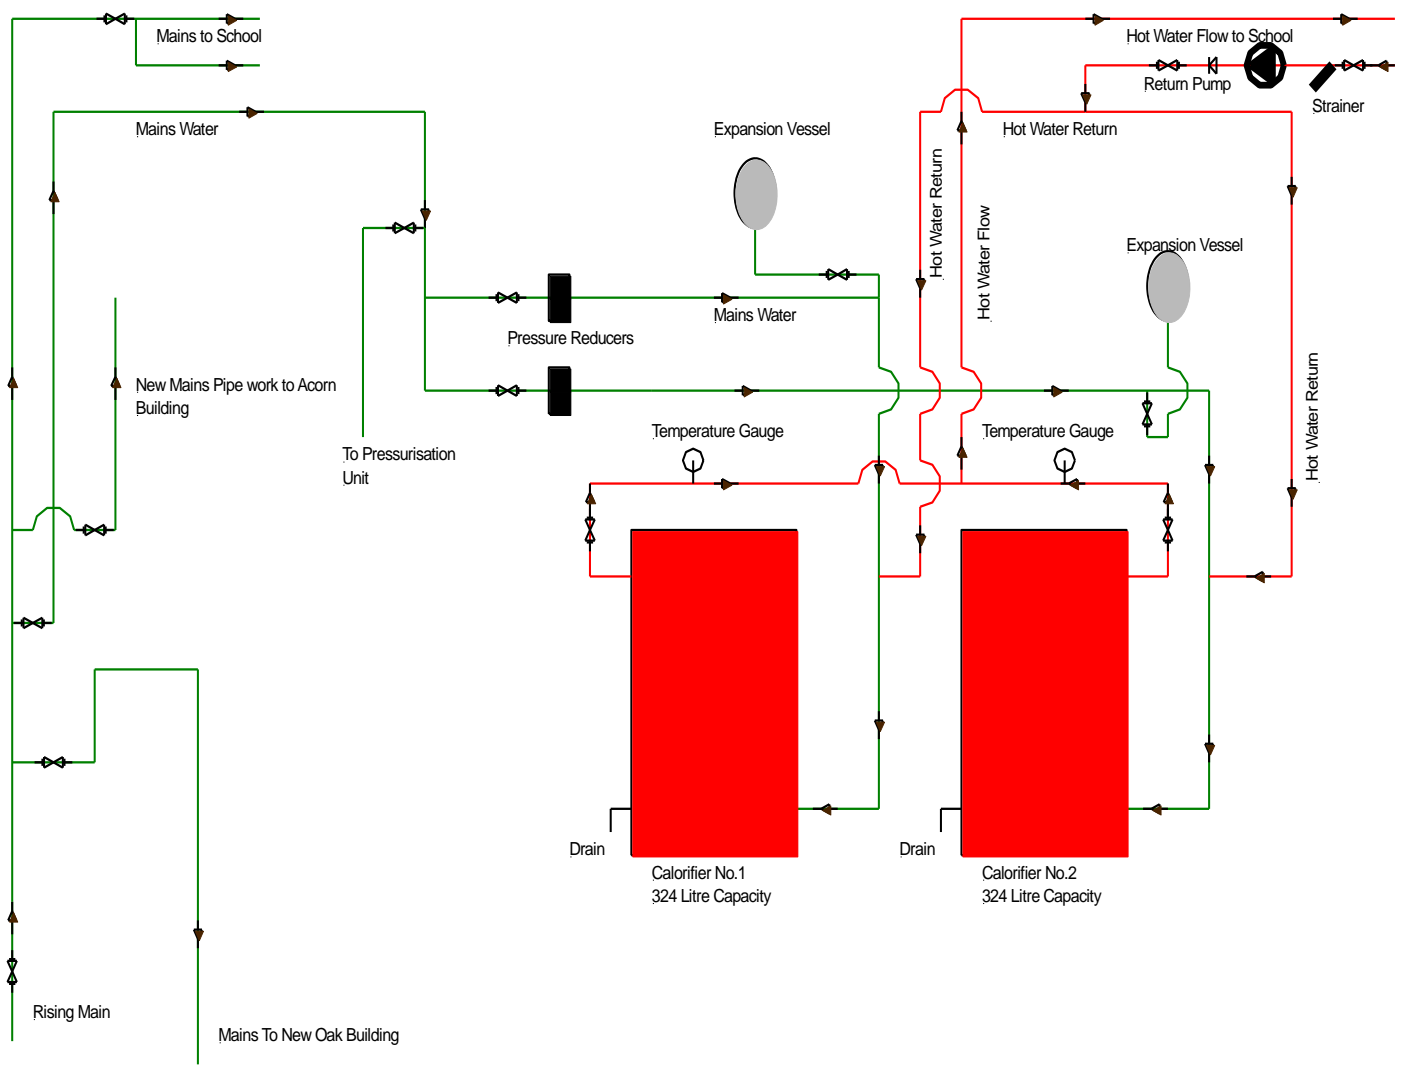 Mains to School
Hot Water Flow to School
Return Pump
Strainer
Mains Water
Expansion Vessel
Hot Water Return
Hot Water Return
Hot Water Flow
Expansion Vessel
Mains Water
Pressure Reducers
New Mains Pipe work to Acorn
Building
Hot Water Return
To Pressurisation
Unit
Temperature Gauge
Temperature Gauge
Drain
Drain
Calorifier No.1
324 Litre Capacity
Calorifier No.2
324 Litre Capacity
Rising Main
Mains To New Oak Building